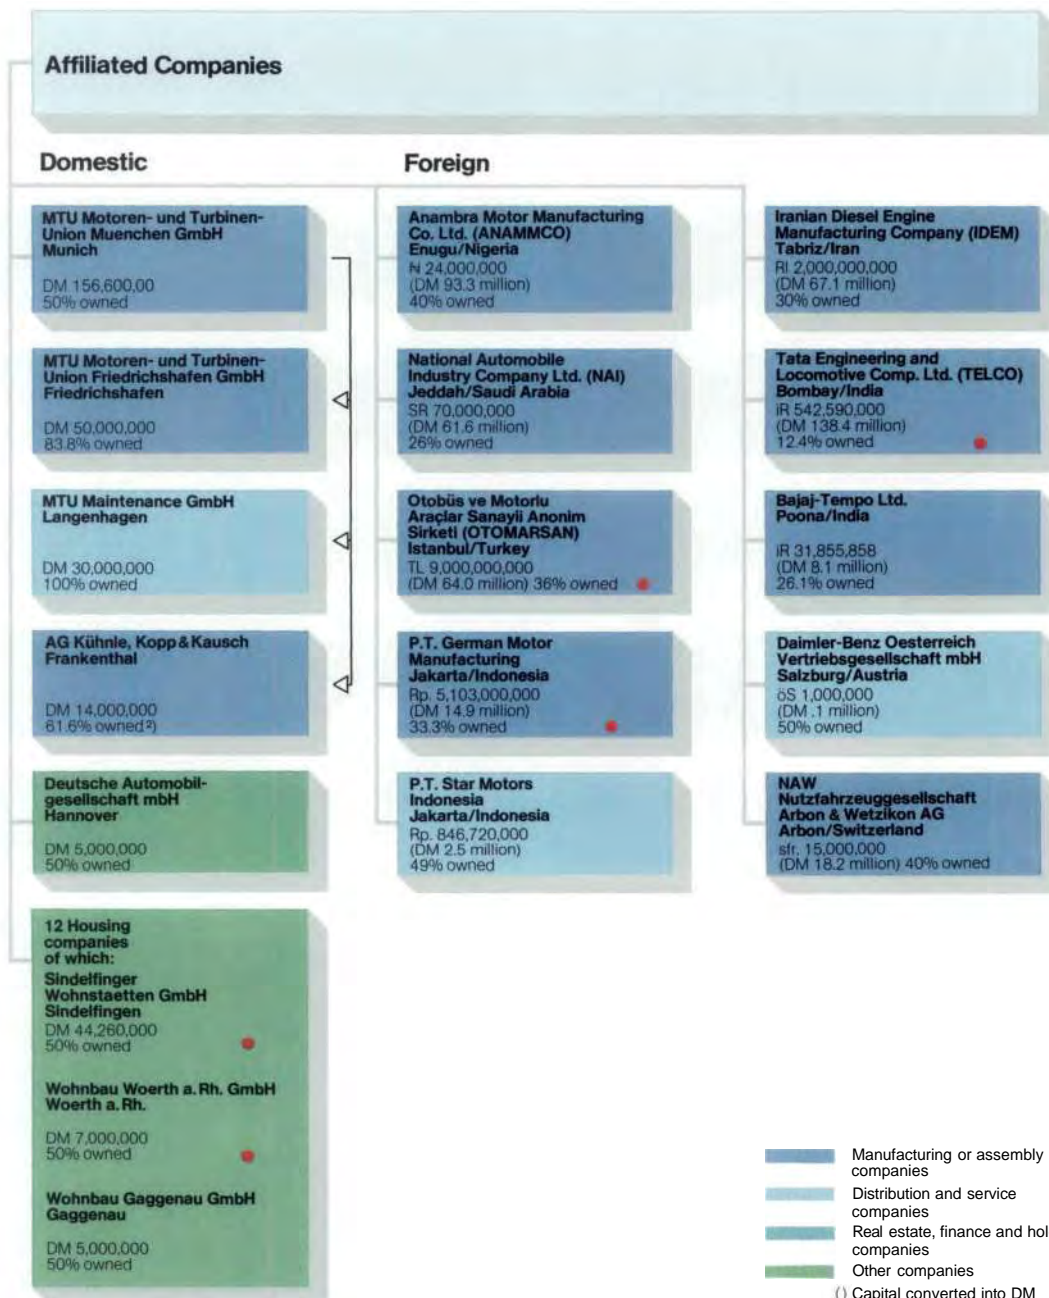 Affiliated Companies
Domestic
Foreign
MTU Motoren- und Turbinen-
Union Muenchen GmbH
Munich
DM 156,600,00
50% owned
MTU Motoren- und Turbinen-
Union Friedrichshafen GmbH
Friedrichshafen
DM 50,000,000
83.8% owned
MTU Maintenance GmbH
Langenhagen
DM 30,000,000
100% owned
AG Kühnle, Kopp & Kausch
Frankenthal
DM 14,000,000
61.6% owned²)
Deutsche Automobil-
gesellschaft mbH
Hannover
DM 5,000,000
50% owned
12 Housing
companies
of which:
Sindelfinger
Wohnstaetten GmbH
Sindelfingen
DM 44,260,000
50% owned
Wohnbau Woerth a. Rh. GmbH
Woerth a. Rh.
DM 7,000,000
50% owned
Wohnbau Gaggenau GmbH
Gaggenau
DM 5,000,000
50% owned
Anambra Motor Manufacturing
Co. Ltd. (ANAMMCO)
Enugu/Nigeria
₦ 24,000,000
(DM 93.3 million)
40% owned
National Automobile
Industry Company Ltd. (NAI)
Jeddah/Saudi Arabia
SR 70,000,000
(DM 61.6 million)
26% owned
Otobüs ve Motorlu
Araçlar Sanayii Anonim
Sirketi (OTOMARSAN)
Istanbul/Turkey
TL 9,000,000,000
(DM 64.0 million) 36% owned
P.T. German Motor
Manufacturing
Jakarta/Indonesia
Rp. 5,103,000,000
(DM 14.9 million)
33.3% owned
P.T. Star Motors
Indonesia
Jakarta/Indonesia
Rp. 846,720,000
(DM 2.5 million)
49% owned
Iranian Diesel Engine
Manufacturing Company (IDEM)
Tabriz/Iran
RI 2,000,000,000
(DM 67.1 million)
30% owned
Tata Engineering and
Locomotive Comp. Ltd. (TELCO)
Bombay/India
iR 542,590,000
(DM 138.4 million)
12.4% owned
Bajaj-Tempo Ltd.
Poona/India
iR 31,855,858
(DM 8.1 million)
26.1% owned
Daimler-Benz Oesterreich
Vertriebsgesellschaft mbH
Salzburg/Austria
öS 1,000,000
(DM .1 million)
50% owned
NAW
Nutzfahrzeuggesellschaft
Arbon & Wetzikon AG
Arbon/Switzerland
sfr. 15,000,000
(DM 18.2 million) 40% owned
Manufacturing or assembly
companies
Distribution and service
companies
Real estate, finance and hol
companies
Other companies
() Capital converted into DM